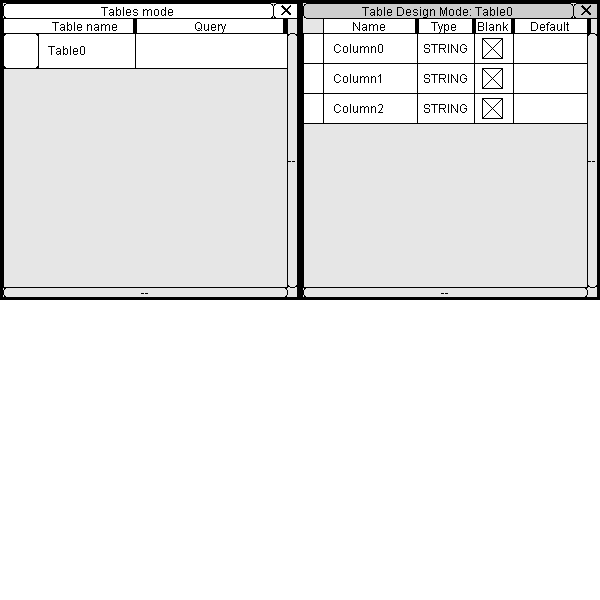 Tables mode
Table name Query
Table0
--
--
Table Design Mode: Table0
Name Type Blank Default
Column0 STRING
Column1 STRING
Column2 STRING
--
--